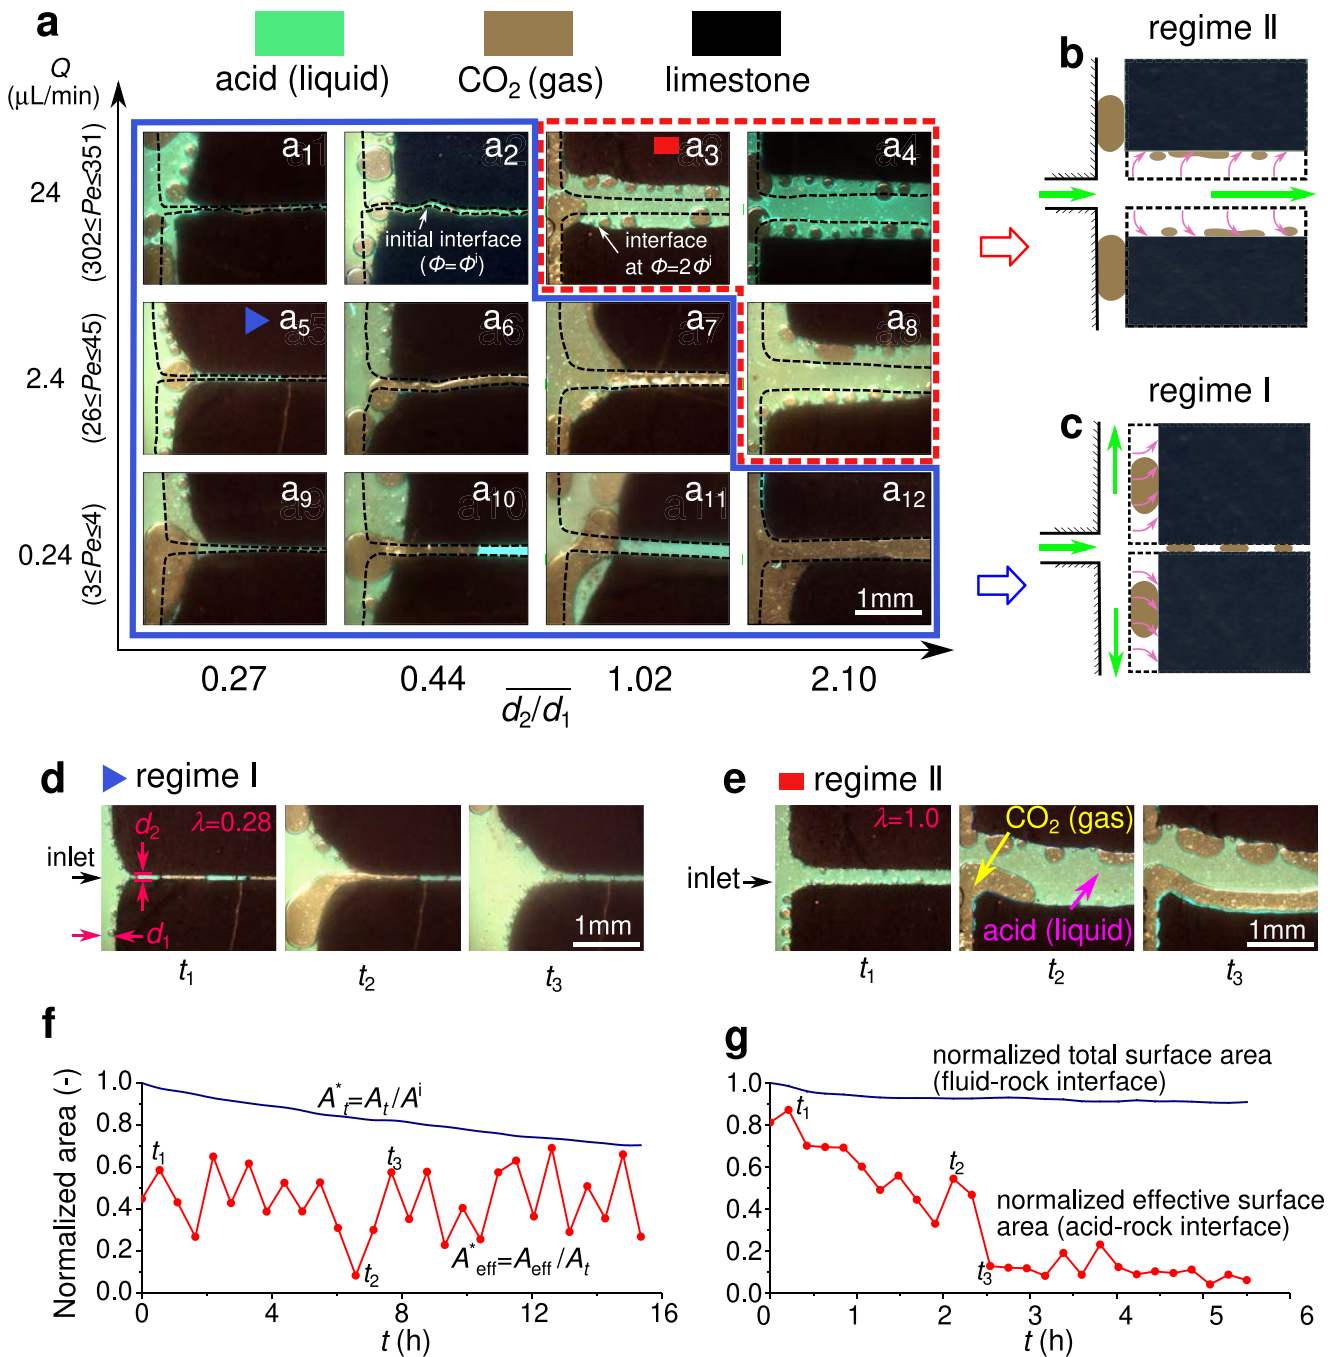 a
acid (liquid)
CO2 (gas)
limestone
Q
(μL/min)
24
(302≤Pe≤351)
2.4
(26≤Pe≤45)
0.24
(3≤Pe≤4)
a1
a2
a3
a4
initial interface
(Φ=Φ^i)
interface
at Φ=2Φ^i
a5
a6
a7
a8
a9
a10
a11
a12
1mm
0.27
0.44
1.02
2.10
d2/d1
regime II
b
regime I
c
d
regime I
d2
λ=0.28
inlet
d1
1mm
t1
t2
t3
e
regime II
λ=1.0
CO2 (gas)
inlet
acid (liquid)
1mm
t1
t2
t3
f
Normalized area (-)
1.0
0.8
0.6
0.4
0.2
0.0
A*t=At/A^i
t1
t3
t2
A*eff=Aeff/At
0
4
8
12
16
t (h)
g
normalized total surface area
(fluid-rock interface)
1.0
0.8
0.6
0.4
0.2
0.0
t1
t2
normalized effective surface
area (acid-rock interface)
t3
0
1
2
3
4
5
6
t (h)